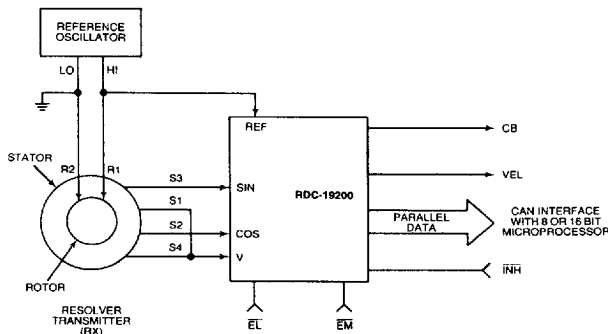 REFERENCE
OSCILLATOR
LO
HI
REF
CB
STATOR
R2
R1
S3
SIN
RDC-19200
VEL
S1
S2
COS
PARALLEL
DATA
CAN INTERFACE
WITH 8 OR 16 BIT
MICROPROCESSOR
S4
V
INH
ROTOR
RESOLVER
TRANSMITTER
(RX)
EL
EM